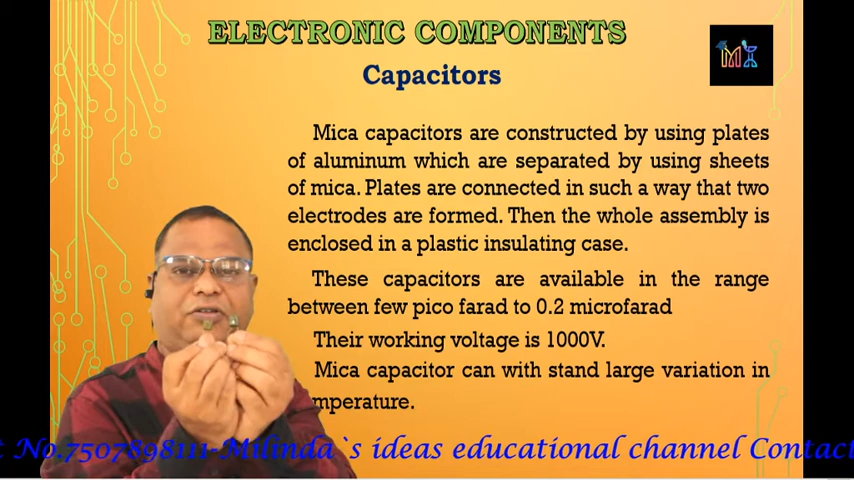 ELECTRONIC COMPONENTS
MI
Capacitors
Mica capacitors are constructed by using plates
of aluminum which are separated by using sheets
of mica. Plates are connected in such a way that two
electrodes are formed. Then the whole assembly is
enclosed in a plastic insulating case.
These capacitors are available in the range
between few pico farad to 0.2 microfarad
Their working voltage is 1000V.
Mica capacitor can with stand large variation in
mperature.
t No.7507898111-Milinda`s ideas educational channel Contact